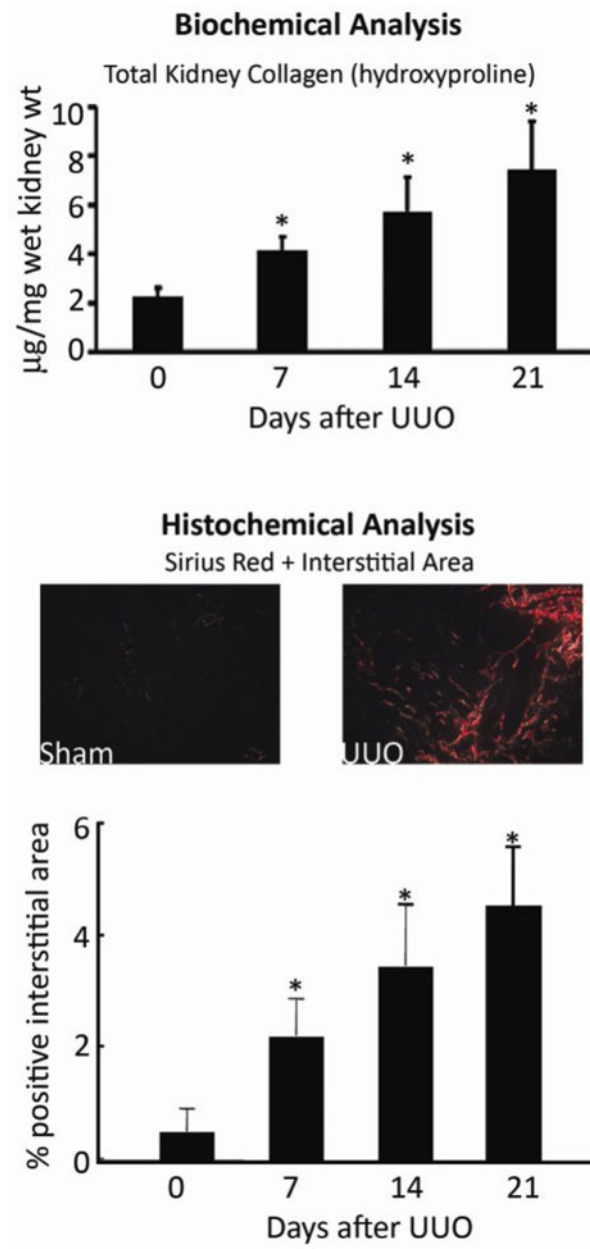 Biochemical Analysis
Total Kidney Collagen (hydroxyproline)
µg/mg wet kidney wt
10
8
6
4
2
0
*
*
*
0 7 14 21
Days after UUO
Histochemical Analysis
Sirius Red + Interstitial Area
Sham UUO
% positive interstitial area
6
4
2
0
*
*
*
0 7 14 21
Days after UUO